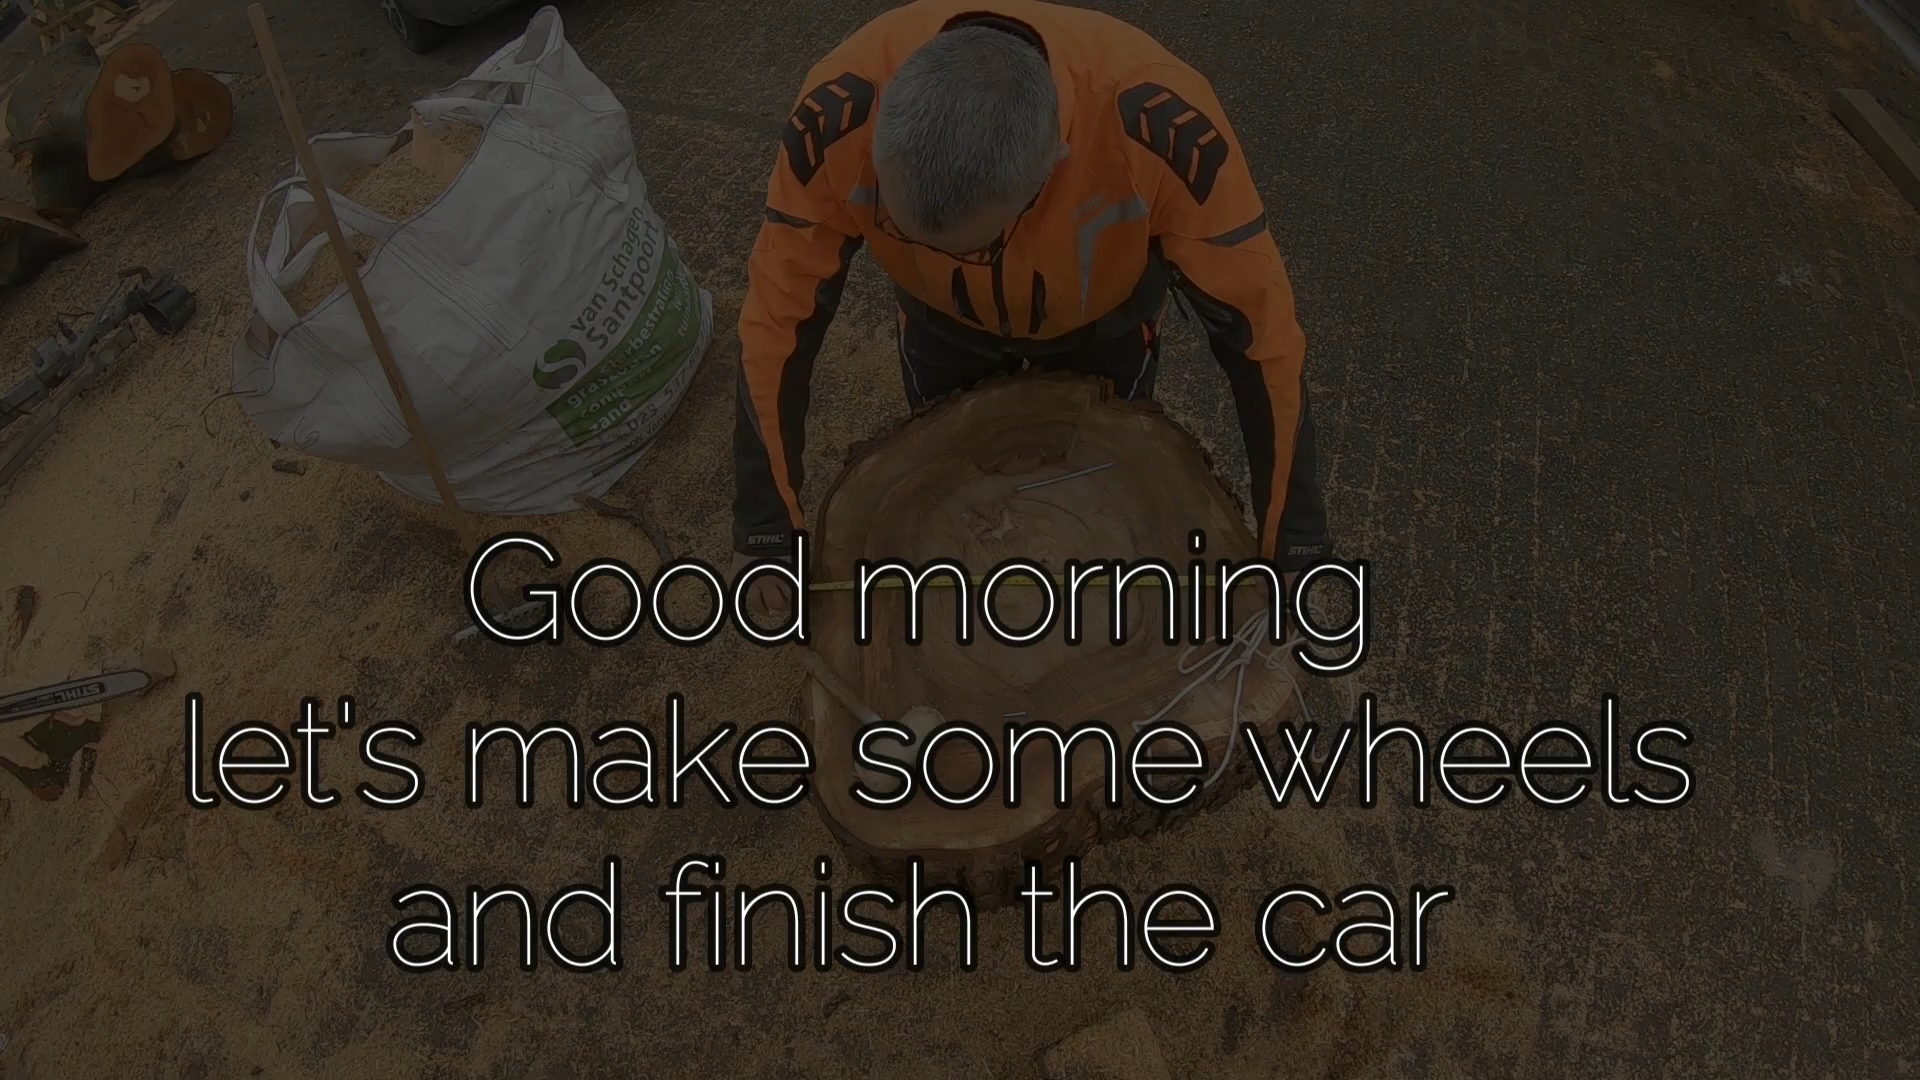 van Schagen
Santpoort
STIHL
STIHL
Good morning
STIHL
let's make some wheels
and finish the car